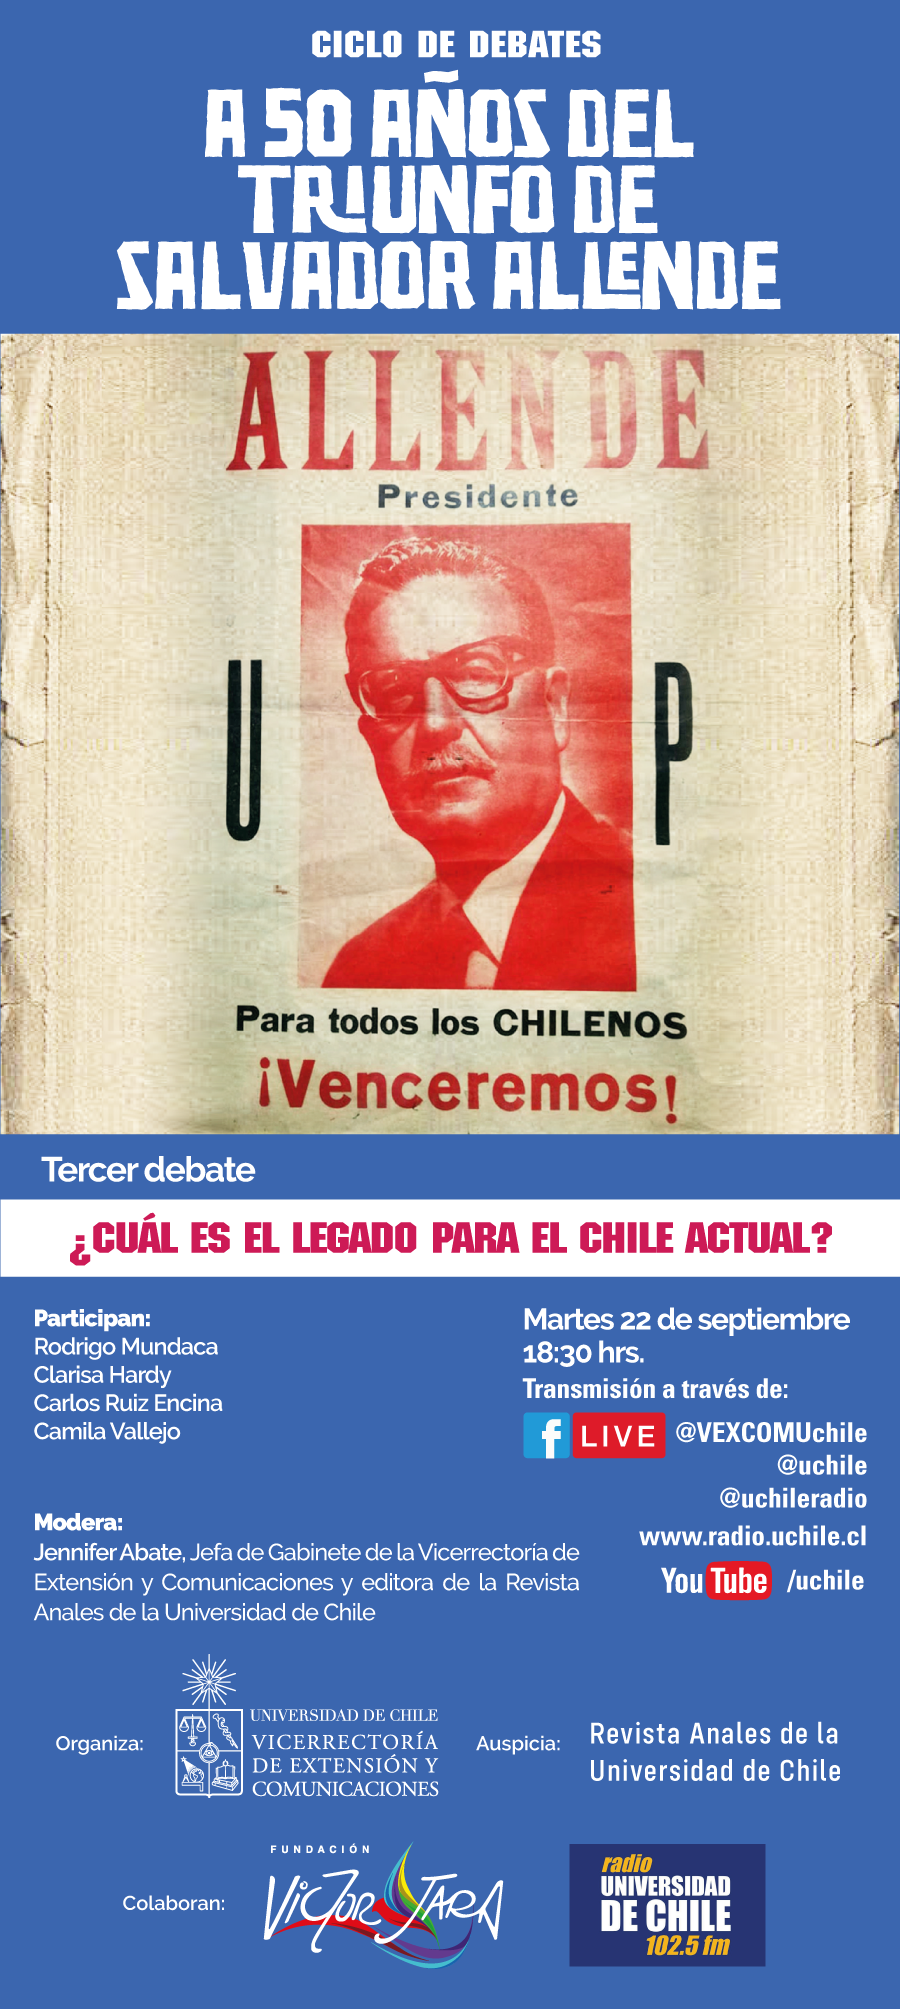 CICLO DE DEBATES
A 50 AÑOS DEL
TRIUNFO DE
SALVADOR ALLENDE
ALLENDE
Presidente
U P
Para todos los CHILENOS
¡Venceremos!
Tercer debate
¿CUÁL ES EL LEGADO PARA EL CHILE ACTUAL?
Participan:
Rodrigo Mundaca
Clarisa Hardy
Carlos Ruiz Encina
Camila Vallejo
Martes 22 de septiembre
18:30 hrs.
Transmisión a través de:
f LIVE @VEXCOMUchile
@uchile
@uchileradio
www.radio.uchile.cl
YouTube /uchile
Modera:
Jennifer Abate, Jefa de Gabinete de la Vicerrectoría de
Extensión y Comunicaciones y editora de la Revista
Anales de la Universidad de Chile
Organiza:
UNIVERSIDAD DE CHILE
VICERRECTORÍA
DE EXTENSIÓN Y
COMUNICACIONES
Auspicia:
Revista Anales de la
Universidad de Chile
Colaboran:
FUNDACIÓN
VICTOR JARA
radio
UNIVERSIDAD
DE CHILE
102.5 fm